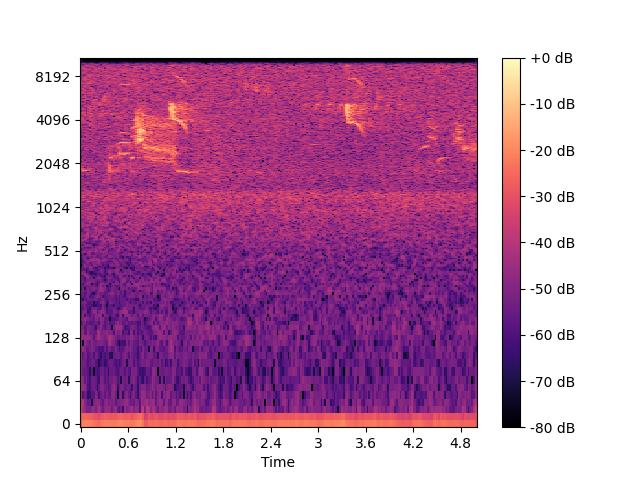 8192
4096
2048
1024
512
256
128
64
0
Hz
0 0.6 1.2 1.8 2.4 3 3.6 4.2 4.8
Time
+0 dB
-10 dB
-20 dB
-30 dB
-40 dB
-50 dB
-60 dB
-70 dB
-80 dB